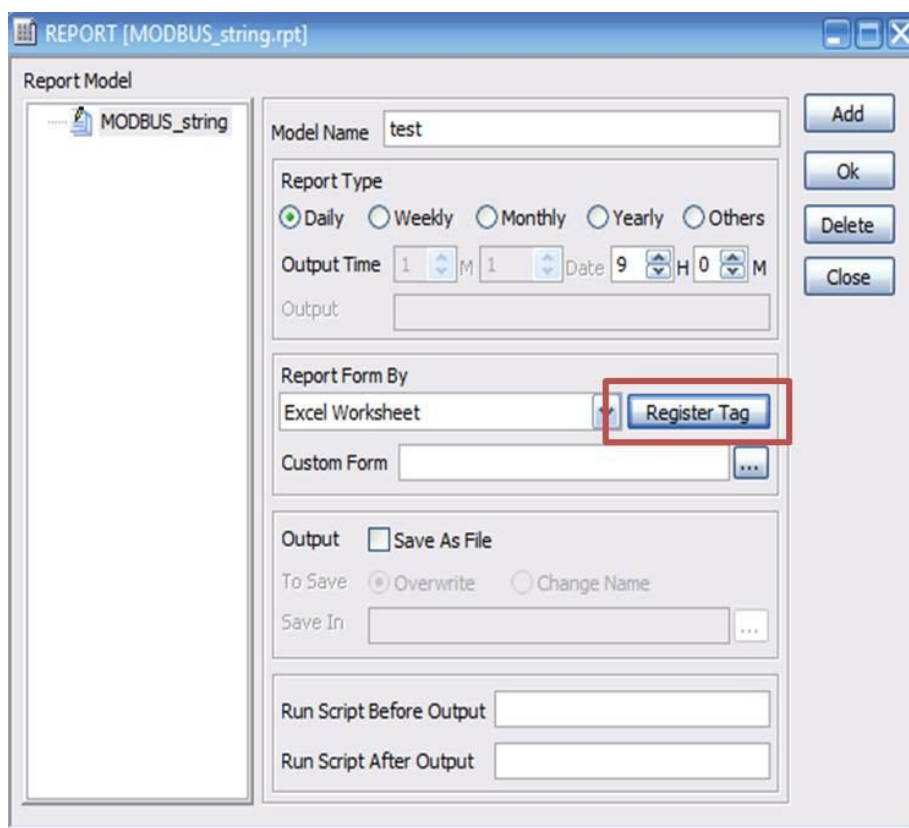 REPORT [MODBUS_string.rpt]
Report Model
MODBUS_string
Model Name test
Report Type
Daily Weekly Monthly Yearly Others
Output Time 1 M 1 Date 9 H 0 M
Output
Report Form By
Excel Worksheet Register Tag
Custom Form ...
Output Save As File
To Save Overwrite Change Name
Save In ...
Run Script Before Output
Run Script After Output
Add
Ok
Delete
Close